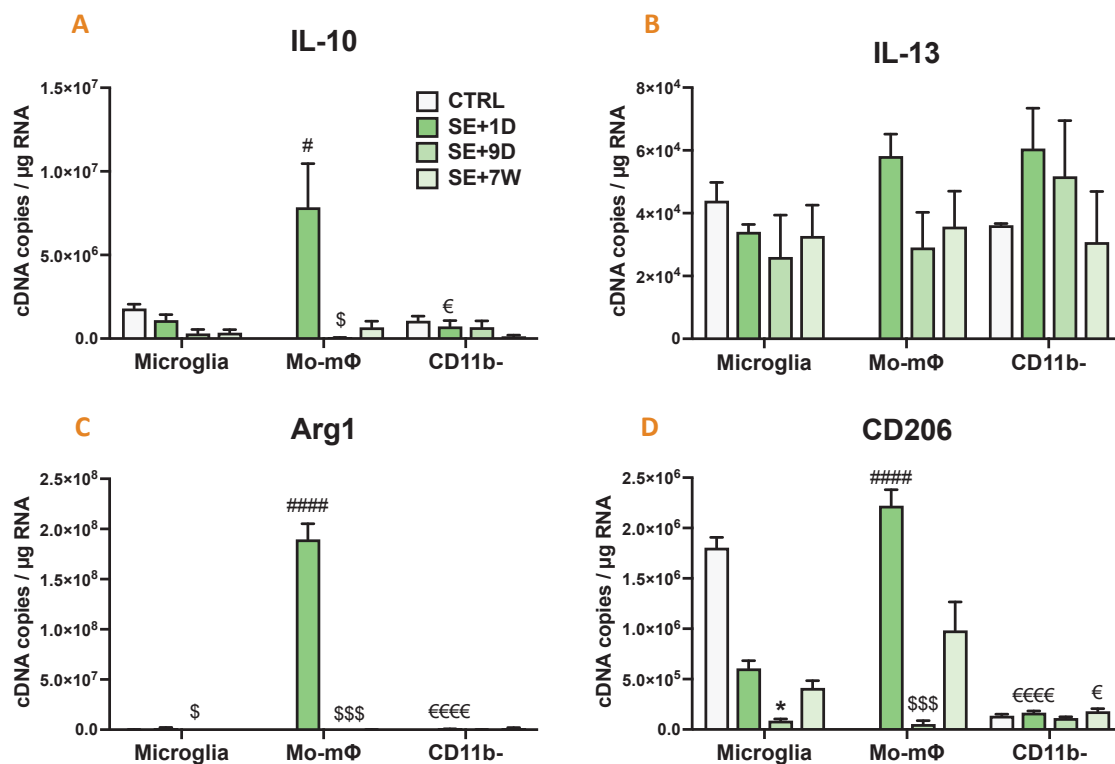 A
IL-10
cDNA copies / µg RNA
1.5×10⁷
1.0×10⁷
5.0×10⁶
0.0
CTRL
SE+1D
SE+9D
SE+7W
#
$
€
Microglia
Mo-mΦ
CD11b-
B
IL-13
cDNA copies / µg RNA
8×10⁴
6×10⁴
4×10⁴
2×10⁴
0
Microglia
Mo-mΦ
CD11b-
C
Arg1
cDNA copies / µg RNA
2.5×10⁸
2.0×10⁸
1.5×10⁸
1.0×10⁸
5.0×10⁷
0.0
$
####
$$$
€€€€
Microglia
Mo-mΦ
CD11b-
D
CD206
cDNA copies / µg RNA
2.5×10⁶
2.0×10⁶
1.5×10⁶
1.0×10⁶
5.0×10⁵
0.0
*
####
$$$
€€€€
€
Microglia
Mo-mΦ
CD11b-